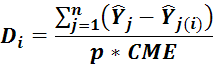 D_i = \frac{\sum_{j=1}^{n}(\hat{Y}_j - \hat{Y}_{j(i)})}{p * CME}